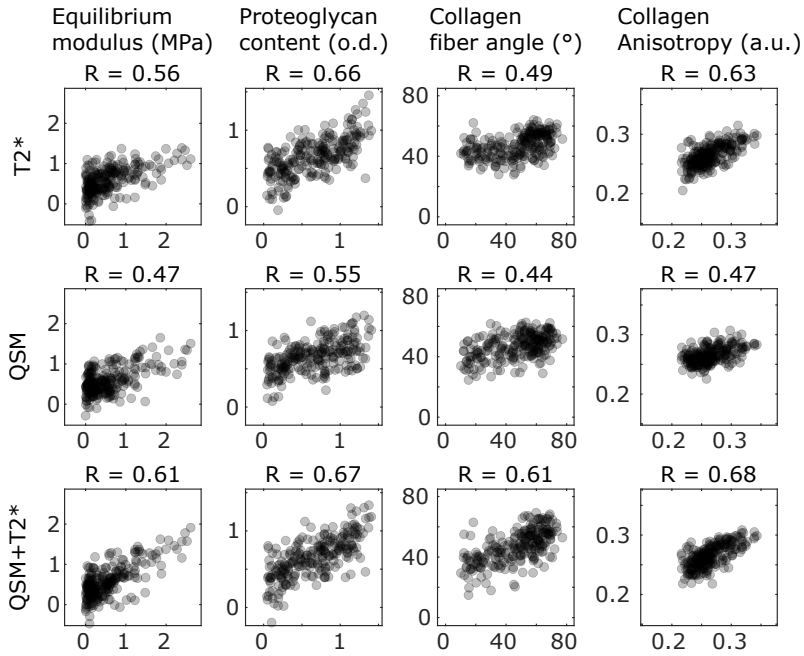 Equilibrium modulus (MPa)
Proteoglycan content (o.d.)
Collagen fiber angle (°)
Collagen Anisotropy (a.u.)
R = 0.56 R = 0.66 R = 0.49 R = 0.63
T2*
2
1
0
0 1 2
1
0
0 1
80
40
0
0 40 80
0.3
0.2
0.2 0.3
R = 0.47 R = 0.55 R = 0.44 R = 0.47
QSM
2
1
0
0 1 2
1
0
0 1
80
40
0
0 40 80
0.3
0.2
0.2 0.3
R = 0.61 R = 0.67 R = 0.61 R = 0.68
QSM+T2*
2
1
0
0 1 2
1
0
0 1
80
40
0
0 40 80
0.3
0.2
0.2 0.3